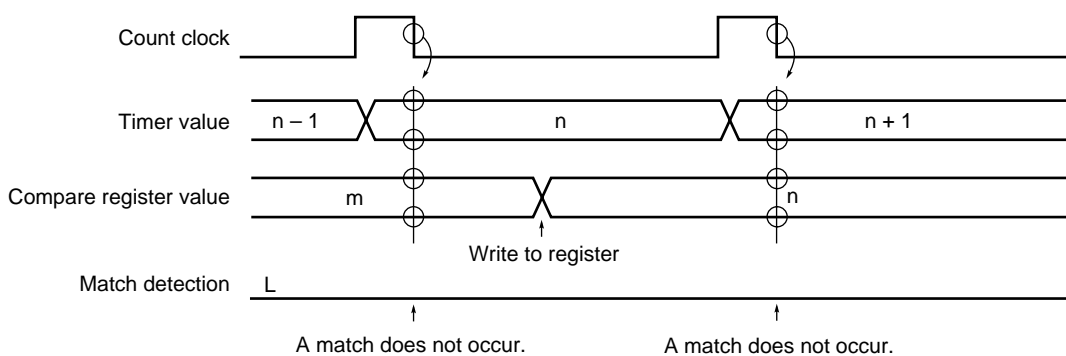 Count clock
Timer value
n – 1
n
n + 1
Compare register value
m
n
Write to register
Match detection
L
A match does not occur.
A match does not occur.